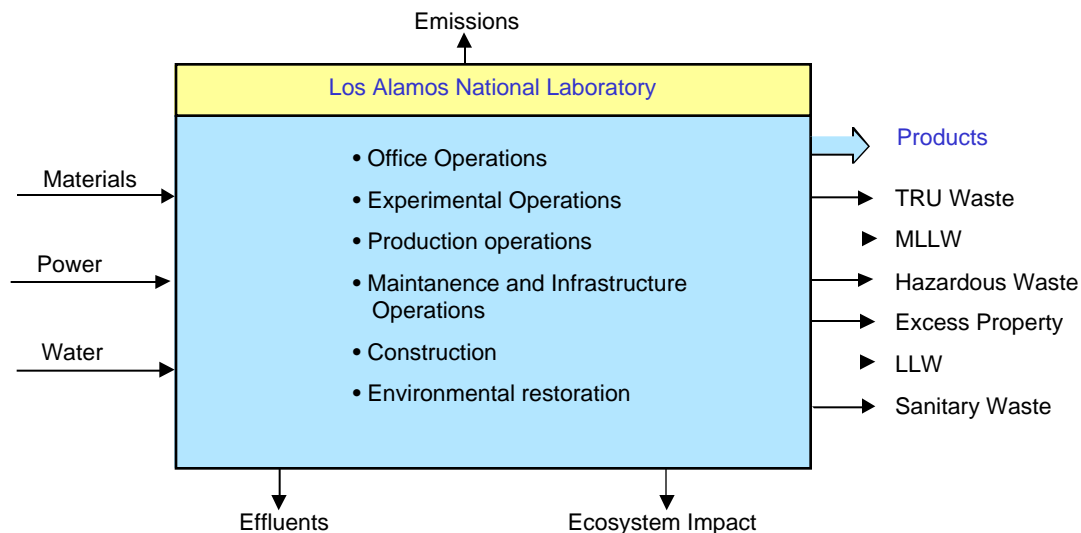 Emissions
Los Alamos National Laboratory
Materials
Power
Water
• Office Operations
• Experimental Operations
• Production operations
• Maintanence and Infrastructure
Operations
• Construction
• Environmental restoration
Products
TRU Waste
MLLW
Hazardous Waste
Excess Property
LLW
Sanitary Waste
Effluents
Ecosystem Impact